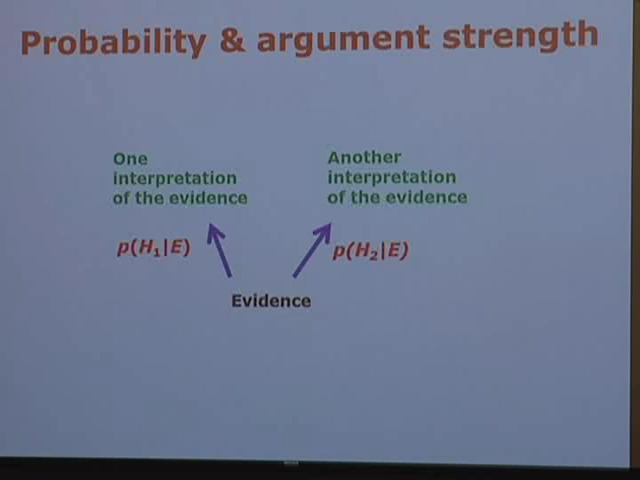 Probability & argument strength
One
interpretation
of the evidence
Another
interpretation
of the evidence
p(H₁|E)
p(H₂|E)
Evidence